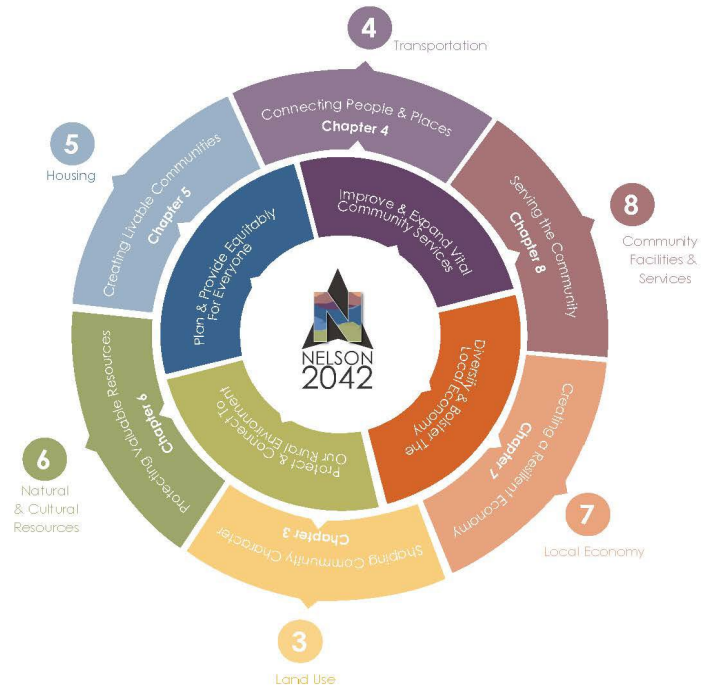 4
Transportation
Connecting People & Places
Chapter 4
5
Housing
Creating Livable Communities
Chapter 5
8
Community
Facilities &
Services
Serving the Community
Chapter 8
Improve & Expand Vital
Community Services
Plan & Provide Equitably
For Everyone
NELSON
2042
Diversify & Bolster The
Local Economy
Protect & Connect To
Our Rural Environment
6
Natural
& Cultural
Resources
Protecting Valuable Resources
Chapter 6
7
Local Economy
Creating a Resilient Economy
Chapter 7
Shaping Community Character
Chapter 3
3
Land Use